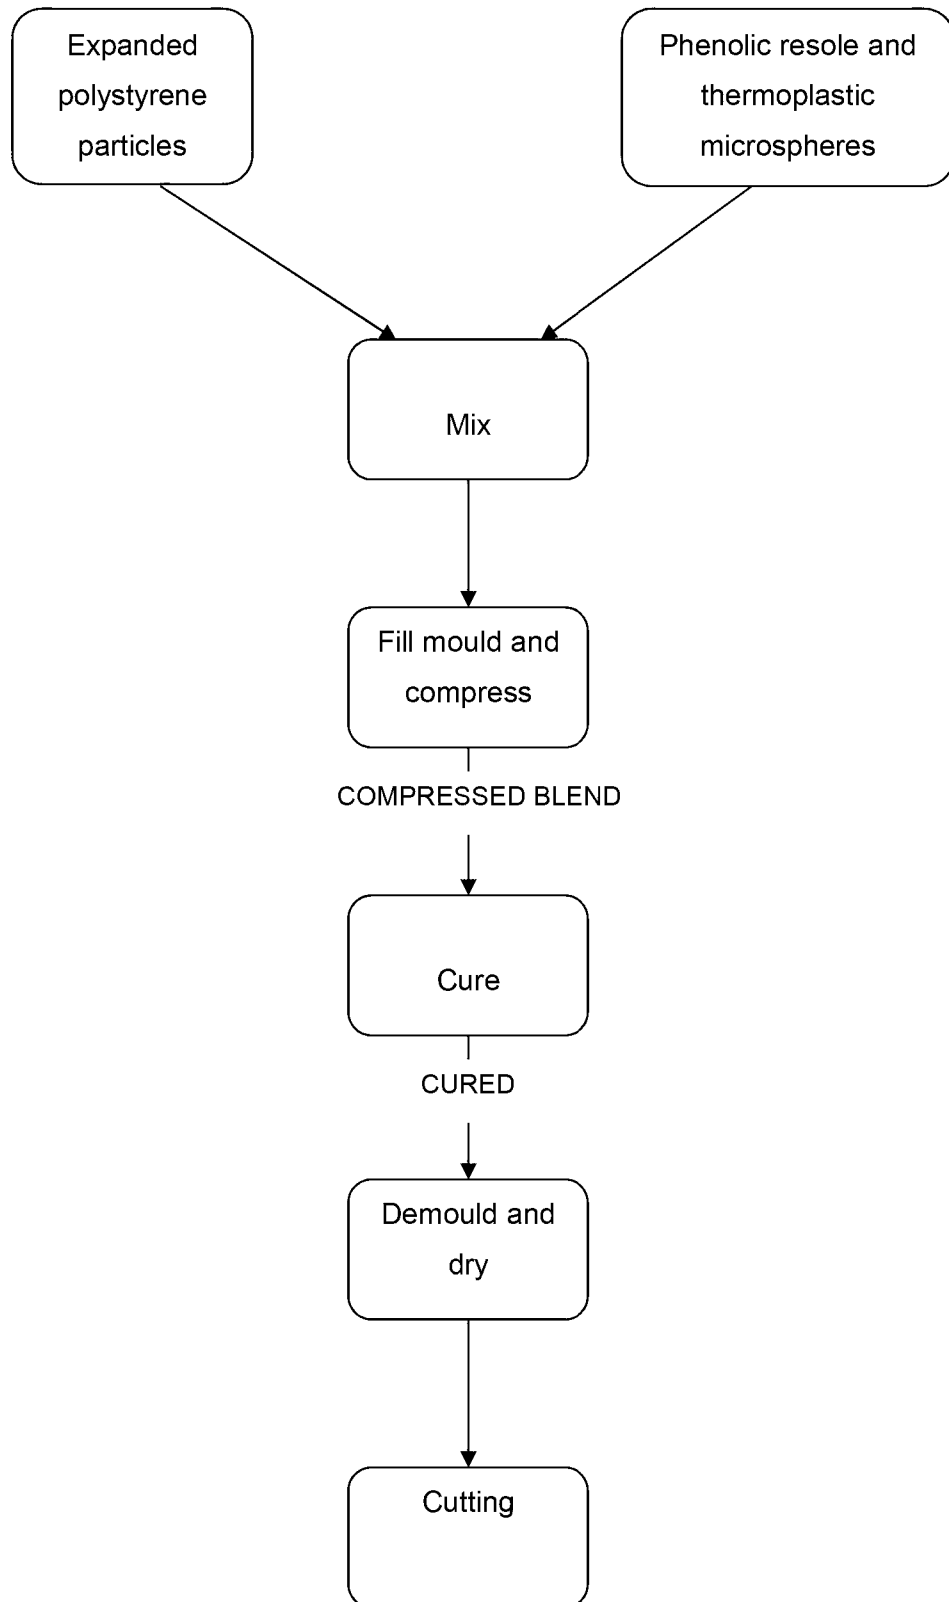 Expanded
polystyrene
particles
Phenolic resole and
thermoplastic
microspheres
Mix
Fill mould and
compress
COMPRESSED BLEND
Cure
CURED
Demould and
dry
Cutting